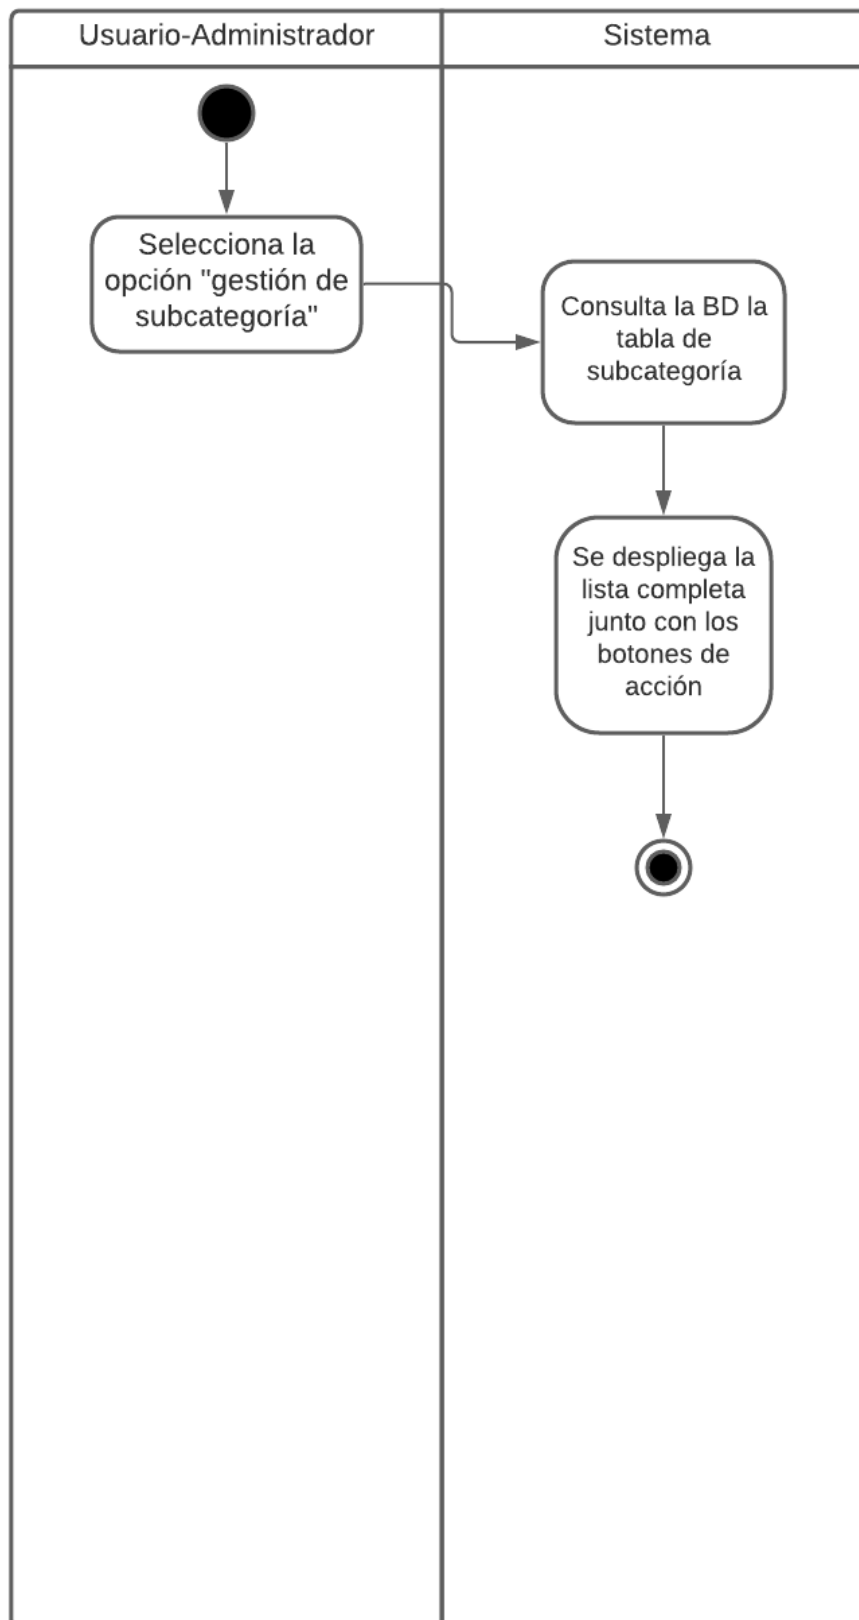 Usuario-Administrador
Sistema
Selecciona la
opción "gestión de
subcategoría"
Consulta la BD la
tabla de
subcategoría
Se despliega la
lista completa
junto con los
botones de
acción